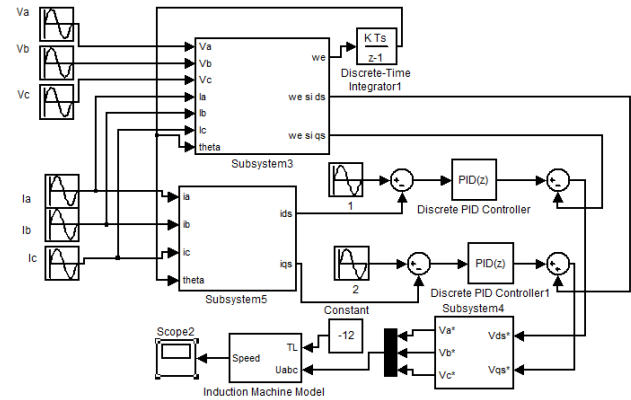 Va
Vb
Vc
Va
Vb
Vc
Ia
Ib
Ic
theta
we
we si ds
we si qs
Subsystem3
K Ts
z-1
Discrete-Time
Integrator1
Ia
Ib
Ic
ia
ib
ic
theta
ids
iqs
Subsystem5
1
PID(z)
Discrete PID Controller
2
PID(z)
Discrete PID Controller1
Subsystem4
Va*
Vb*
Vc*
Vds*
Vqs*
Constant
-12
Scope2
Speed
TL
Uabc
Induction Machine Model